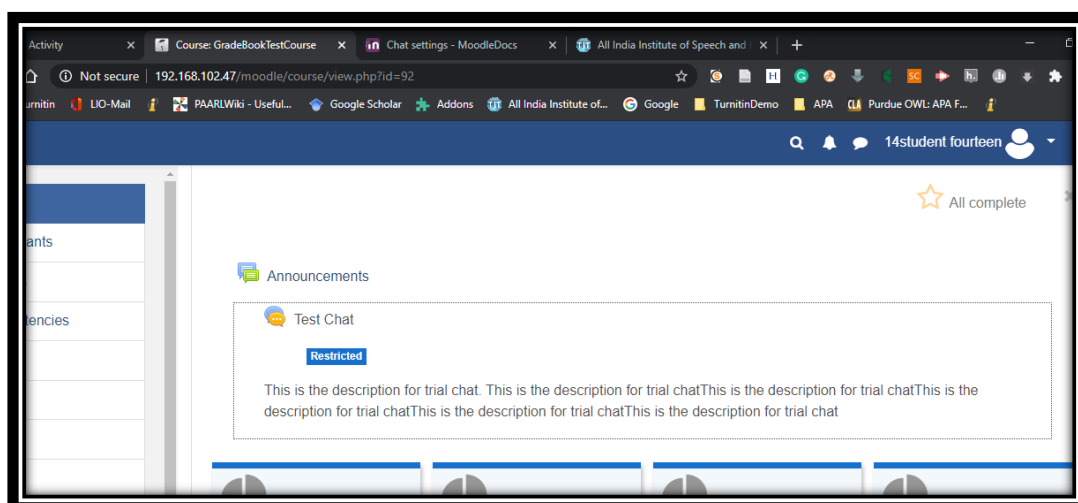 Activity
Course: GradeBookTestCourse
Chat settings - MoodleDocs
All India Institute of Speech and
Not secure 192.168.102.47/moodle/course/view.php?id=92
urnitin LIO-Mail PAARLWiki - Useful... Google Scholar Addons All India Institute of... Google TurnitinDemo APA Purdue OWL: APA F...
14student fourteen
All complete
ants
tencies
Announcements
Test Chat
Restricted
This is the description for trial chat. This is the description for trial chatThis is the description for trial chatThis is the
description for trial chatThis is the description for trial chatThis is the description for trial chat